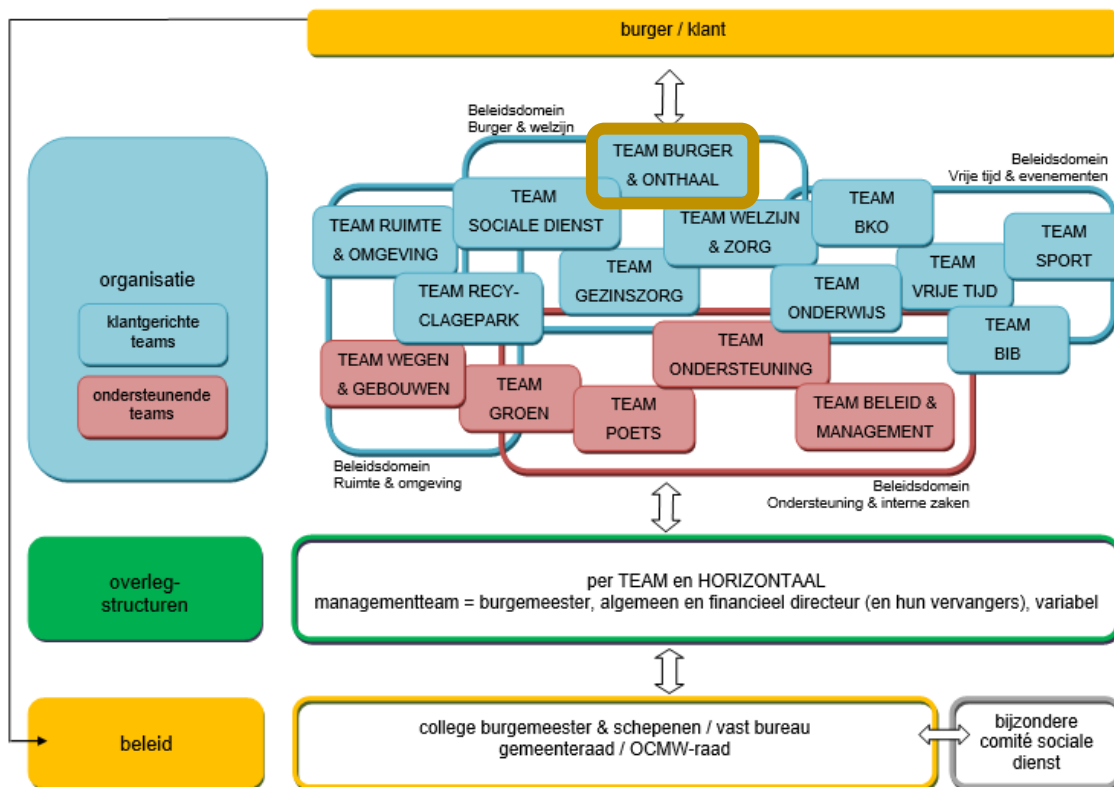 burger / klant
Beleidsdomein
Burger & welzijn
TEAM BURGER
& ONTHAAL
Beleidsdomein
Vrije tijd & evenementen
TEAM
SOCIALE DIENST
TEAM WELZIJN
& ZORG
TEAM
BKO
TEAM RUIMTE
& OMGEVING
TEAM
SPORT
organisatie
TEAM
GEZINSZORG
TEAM
ONDERWIJS
TEAM
VRIJE TIJD
TEAM RECY-
CLAGEPARK
klantgerichte
teams
TEAM
BIB
TEAM WEGEN
& GEBOUWEN
TEAM
ONDERSTEUNING
ondersteunende
teams
TEAM
GROEN
TEAM
POETS
TEAM BELEID &
MANAGEMENT
Beleidsdomein
Ruimte & omgeving
Beleidsdomein
Ondersteuning & interne zaken
overleg-
structuren
per TEAM en HORIZONTAAL
managementteam = burgemeester, algemeen en financieel directeur (en hun vervangers), variabel
beleid
college burgemeester & schepenen / vast bureau
gemeenteraad / OCMW-raad
bijzondere
comité sociale
dienst